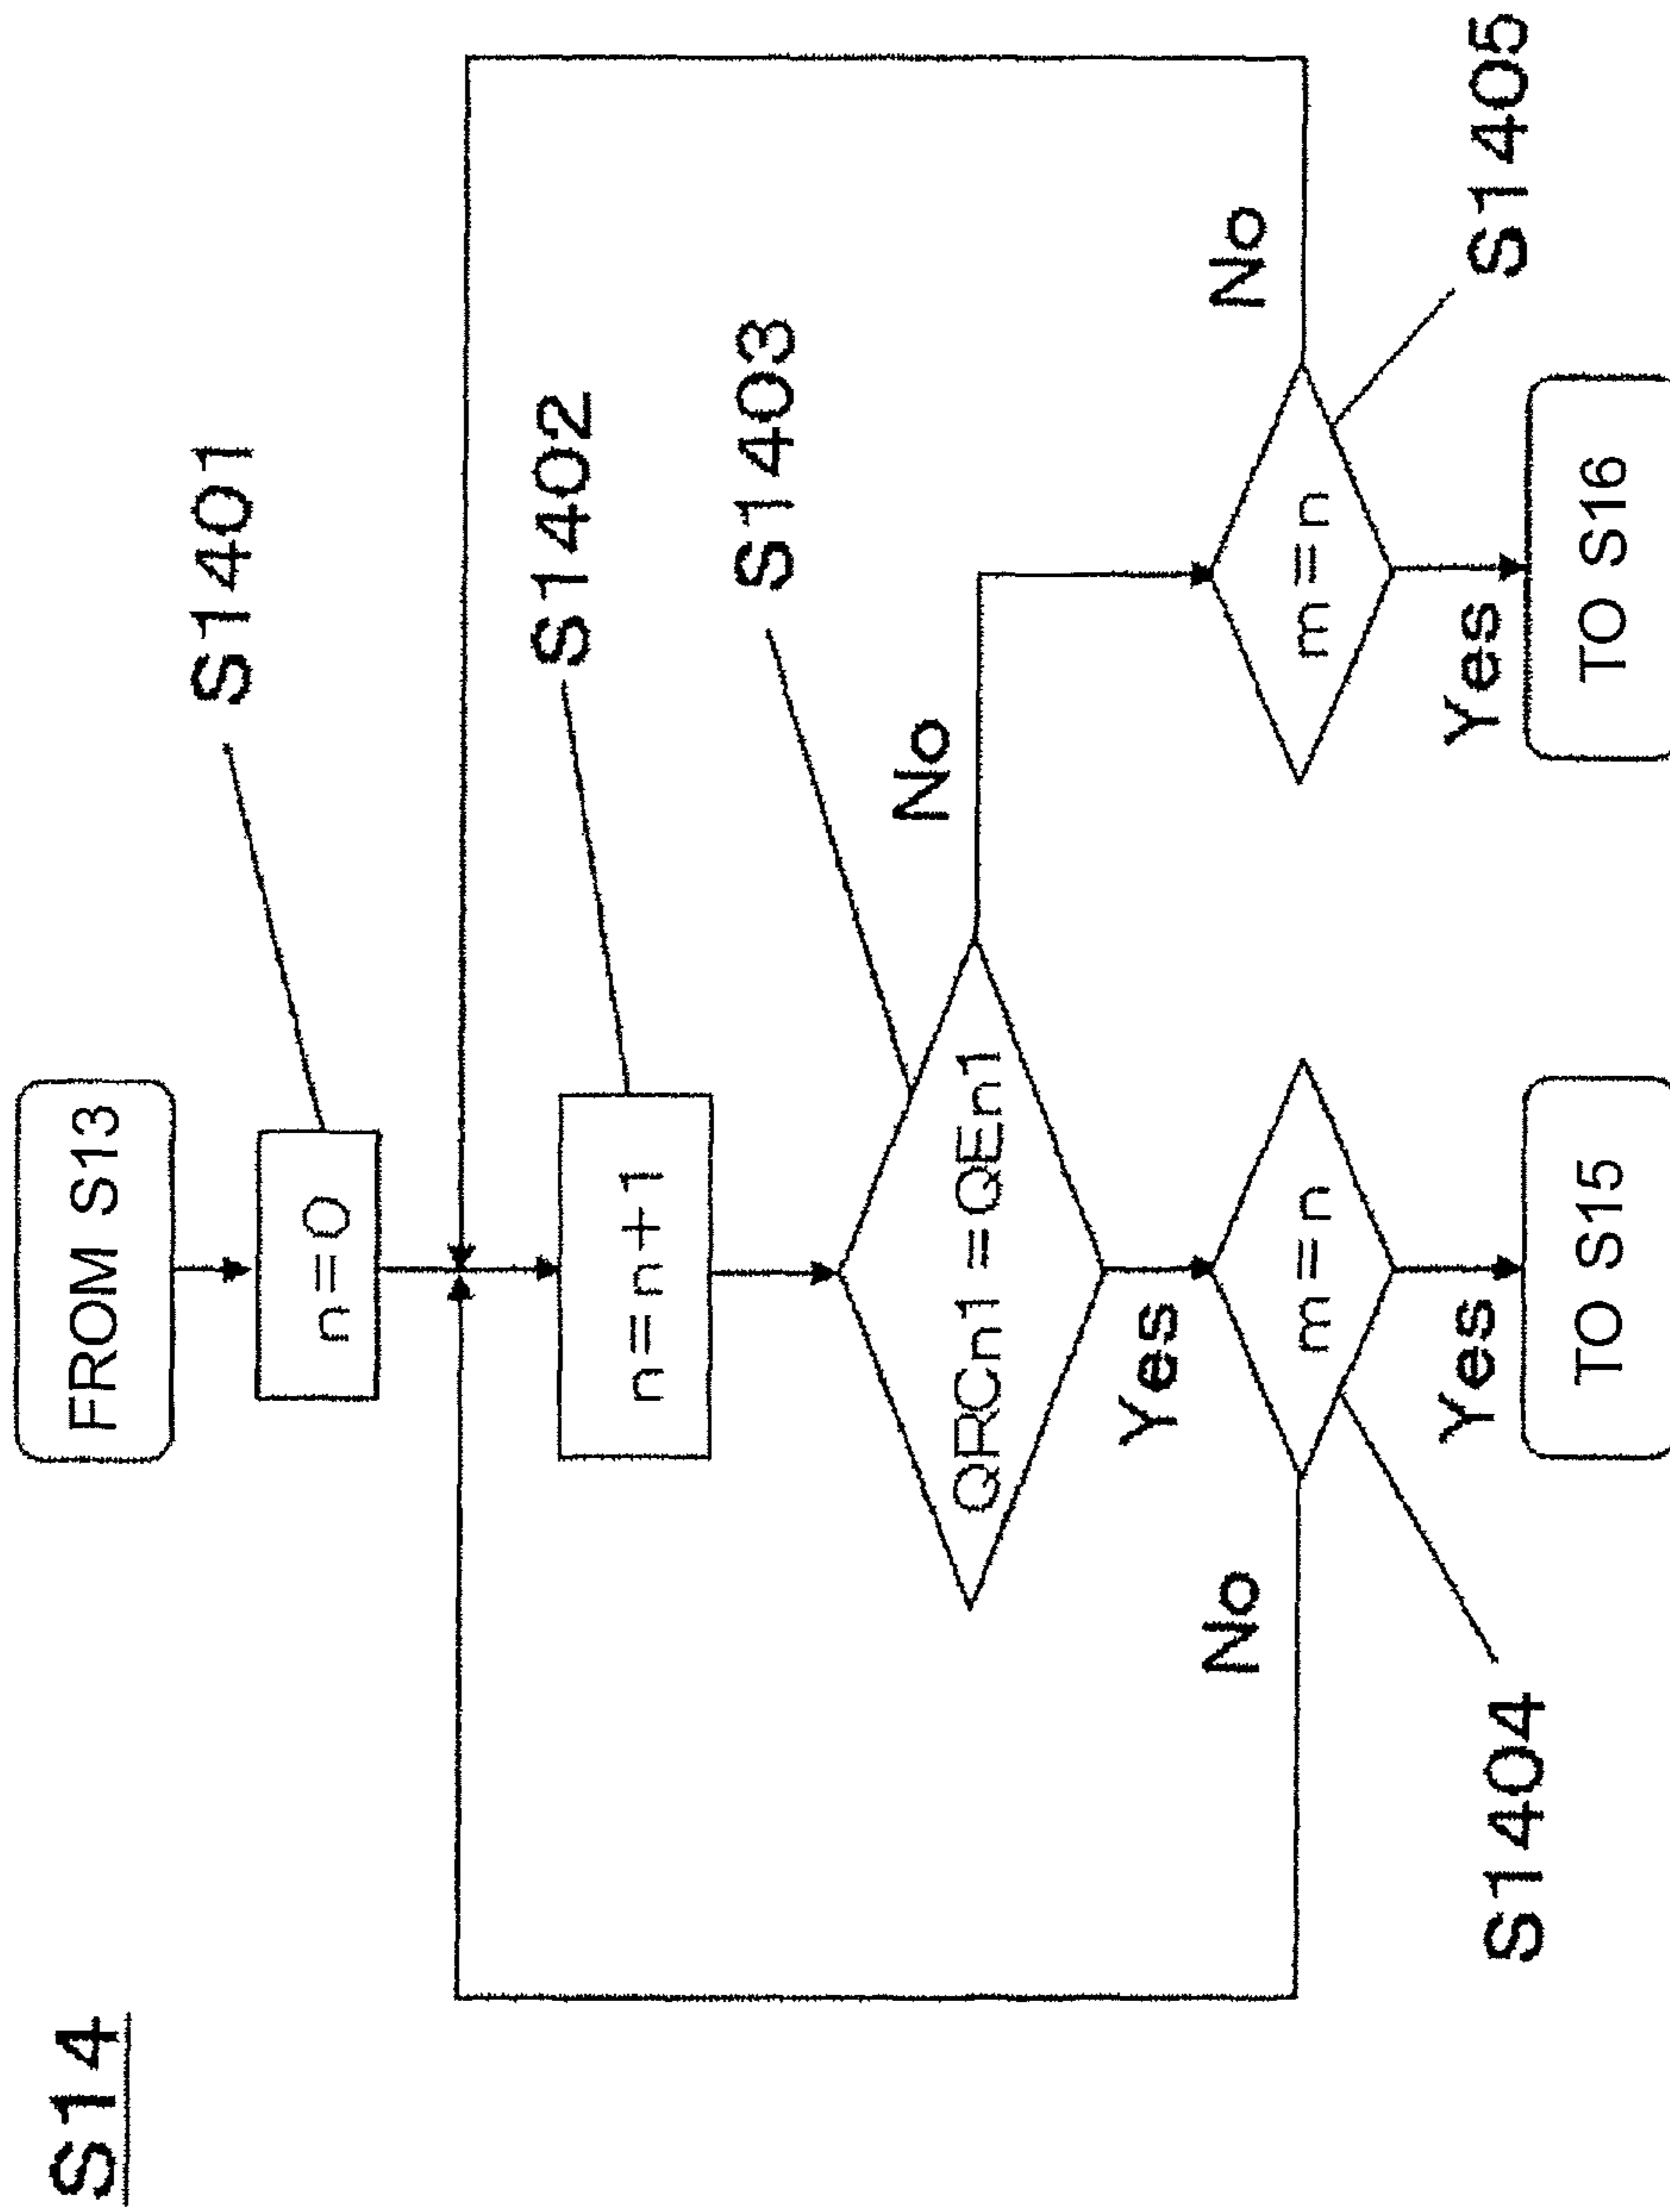 S14
FROM S13
n=0
S1401
n=n+1
S1402
QRCn1=QEn1
S1403
No
Yes
m=n
No
S1404
Yes
TO S15
m=n
No
S1405
Yes
TO S16